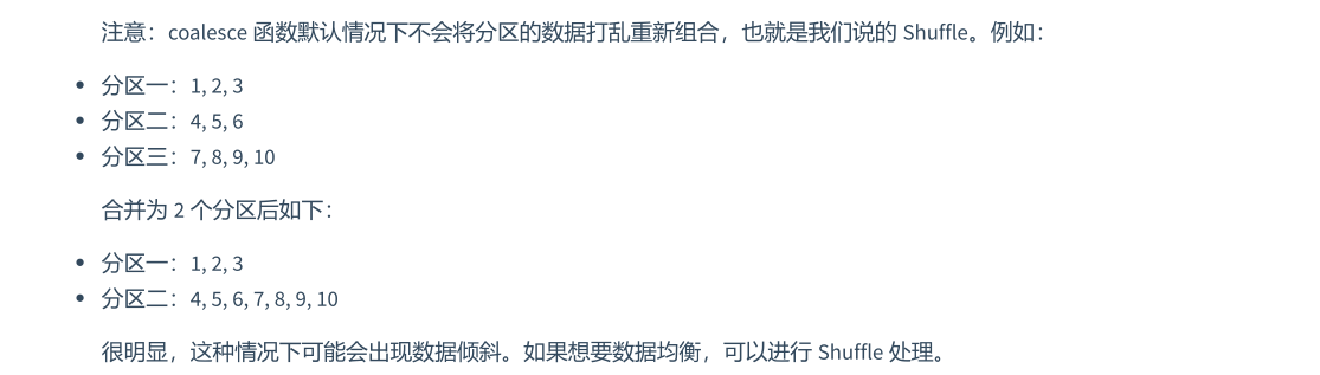 注意：coalesce 函数默认情况下不会将分区的数据打乱重新组合，也就是我们说的 Shuffle。例如：
• 分区一：1, 2, 3
• 分区二：4, 5, 6
• 分区三：7, 8, 9, 10
合并为 2 个分区后如下：
• 分区一：1, 2, 3
• 分区二：4, 5, 6, 7, 8, 9, 10
很明显，这种情况下可能会出现数据倾斜。如果想要数据均衡，可以进行 Shuffle 处理。